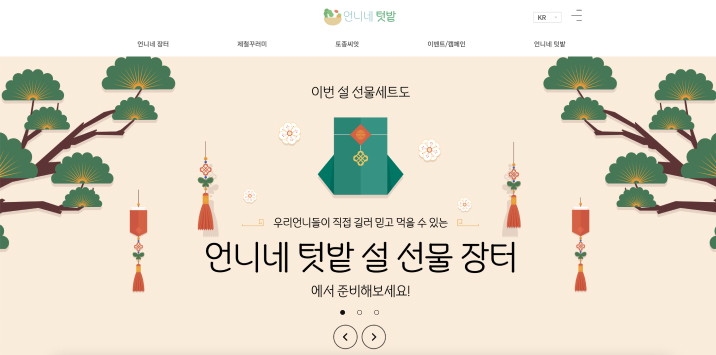 언니네 텃밭
KR
언니네 장터
제철꾸러미
토종씨앗
이벤트/캠페인
언니네 텃밭
이번 설 선물세트도
우리언니들이 직접 길러 믿고 먹을 수 있는
언니네 텃밭 설 선물 장터
에서 준비해보세요!